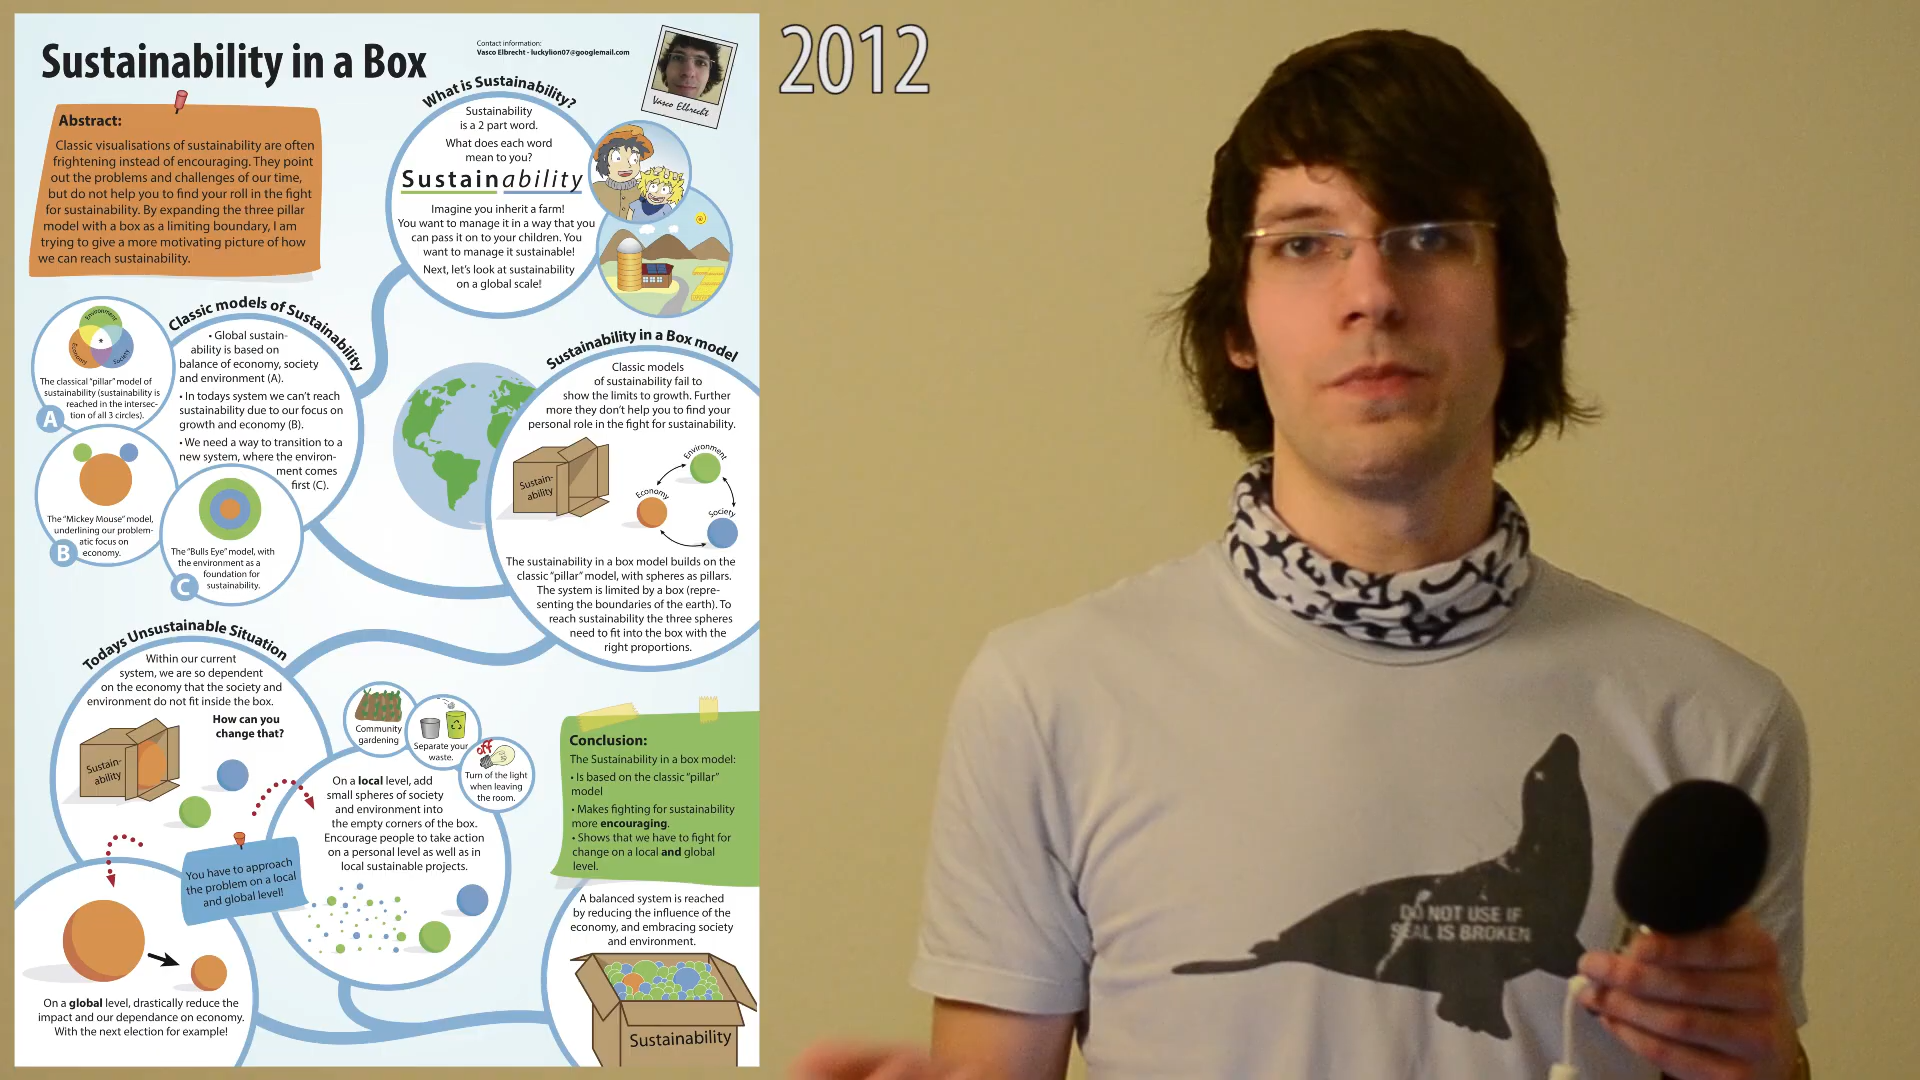 Sustainability in a Box
Contact information:
Vasco Elbrecht - luckylion07@googlemail.com
Vasco Elbrecht
2012
Abstract:
Classic visualisations of sustainability are often
frightening instead of encouraging. They point
out the problems and challenges of our time,
but do not help you to find your roll in the fight
for sustainability. By expanding the three pillar
model with a box as a limiting boundary, I am
trying to give a more motivating picture of how
we can reach sustainability.
What is Sustainability?
Sustainability
is a 2 part word.
What does each word
mean to you?
Sustainability
Imagine you inherit a farm!
You want to manage it in a way that you
can pass it on to your children. You
want to manage it sustainable!
Next, let's look at sustainability
on a global scale!
Classic models of Sustainability
• Global sustain-
ability is based on
balance of economy, society
and environment (A).
• In todays system we can't reach
sustainability due to our focus on
growth and economy (B).
• We need a way to transition to a
new system, where the environ-
ment comes
first (C).
Environment
Economy
Society
*
The classical "pillar" model of
sustainability (sustainability is
reached in the intersec-
tion of all 3 circles).
A
The "Mickey Mouse" model,
underlining our problem-
atic focus on
economy.
B
The "Bulls Eye" model, with
the environment as a
foundation for
sustainability.
C
Sustainability in a Box model
Classic models
of sustainability fail to
show the limits to growth. Further
more they don't help you to find your
personal role in the fight for sustainability.
Sustain-
ability
Environment
Economy
Society
The sustainability in a box model builds on the
classic "pillar" model, with spheres as pillars.
The system is limited by a box (repre-
senting the boundaries of the earth). To
reach sustainability the three spheres
need to fit into the box with the
right proportions.
Todays Unsustainable Situation
Within our current
system, we are so dependent
on the economy that the society and
environment do not fit inside the box.
How can you
change that?
Sustain-
ability
You have to approach
the problem on a local
and global level!
Community
gardening
Separate your
waste.
off
Turn of the light
when leaving
the room.
On a local level, add
small spheres of society
and environment into
the empty corners of the box.
Encourage people to take action
on a personal level as well as in
local sustainable projects.
On a global level, drastically reduce the
impact and our dependance on economy.
With the next election for example!
Conclusion:
The Sustainability in a box model:
• Is based on the classic "pillar"
model
• Makes fighting for sustainability
more encouraging.
• Shows that we have to fight for
change on a local and global
level.
A balanced system is reached
by reducing the influence of the
economy, and embracing society
and environment.
Sustainability
DO NOT USE IF
SEAL IS BROKEN